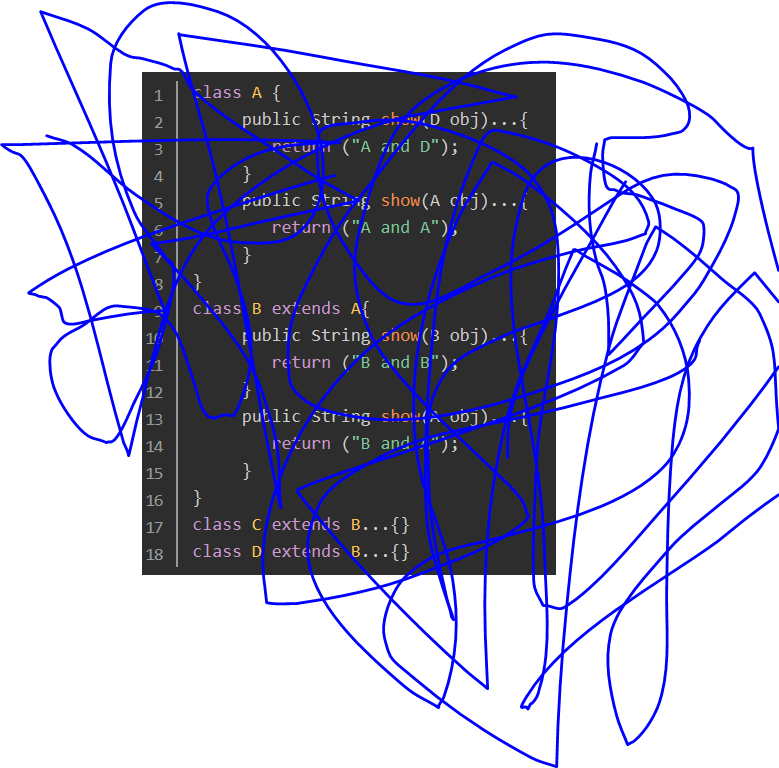 1 class A {
2 public String show(D obj)...{
3 return ("A and D");
4 }
5 public String show(A obj)...{
6 return ("A and A");
7 }
8 }
9 class B extends A{
10 public String show(B obj)...{
11 return ("B and B");
12 }
13 public String show( obj)...{
14 return ("B and ");
15 }
16 }
17 class C extends B...{}
18 class D extends B...{}